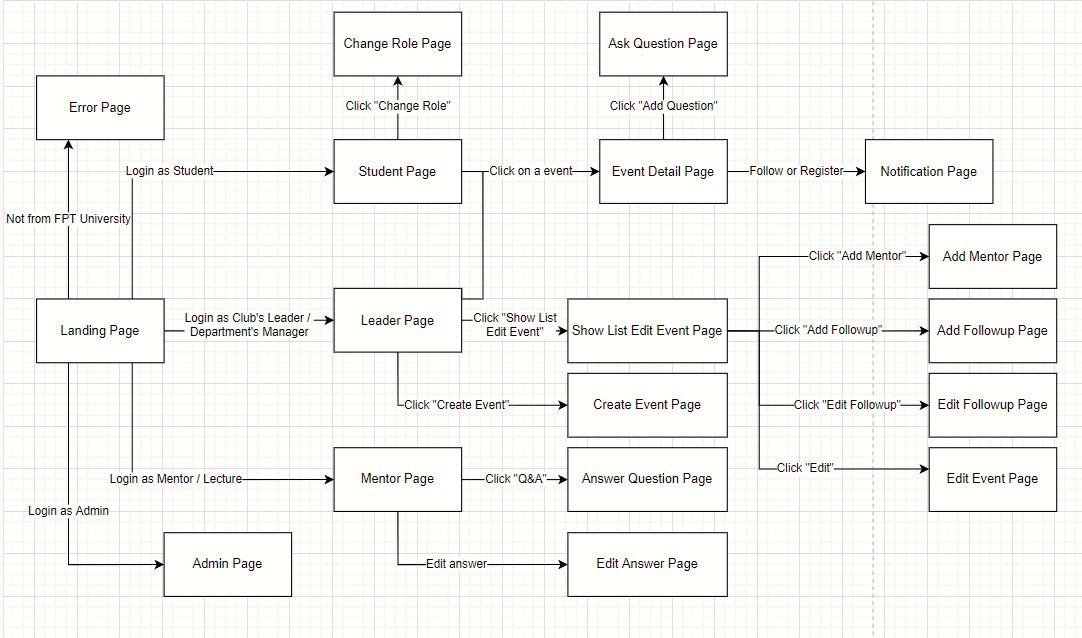 Change Role Page
Ask Question Page
Error Page
Click "Change Role"
Click "Add Question"
Login as Student
Student Page
Click on a event
Event Detail Page
Follow or Register
Notification Page
Not from FPT University
Click "Add Mentor"
Add Mentor Page
Landing Page
Login as Club's Leader /
Department's Manager
Leader Page
Click "Show List
Edit Event"
Show List Edit Event Page
Click "Add Followup"
Add Followup Page
Click "Create Event"
Create Event Page
Click "Edit Followup"
Edit Followup Page
Login as Mentor / Lecture
Mentor Page
Click "Q&A"
Answer Question Page
Click "Edit"
Edit Event Page
Login as Admin
Admin Page
Edit answer
Edit Answer Page